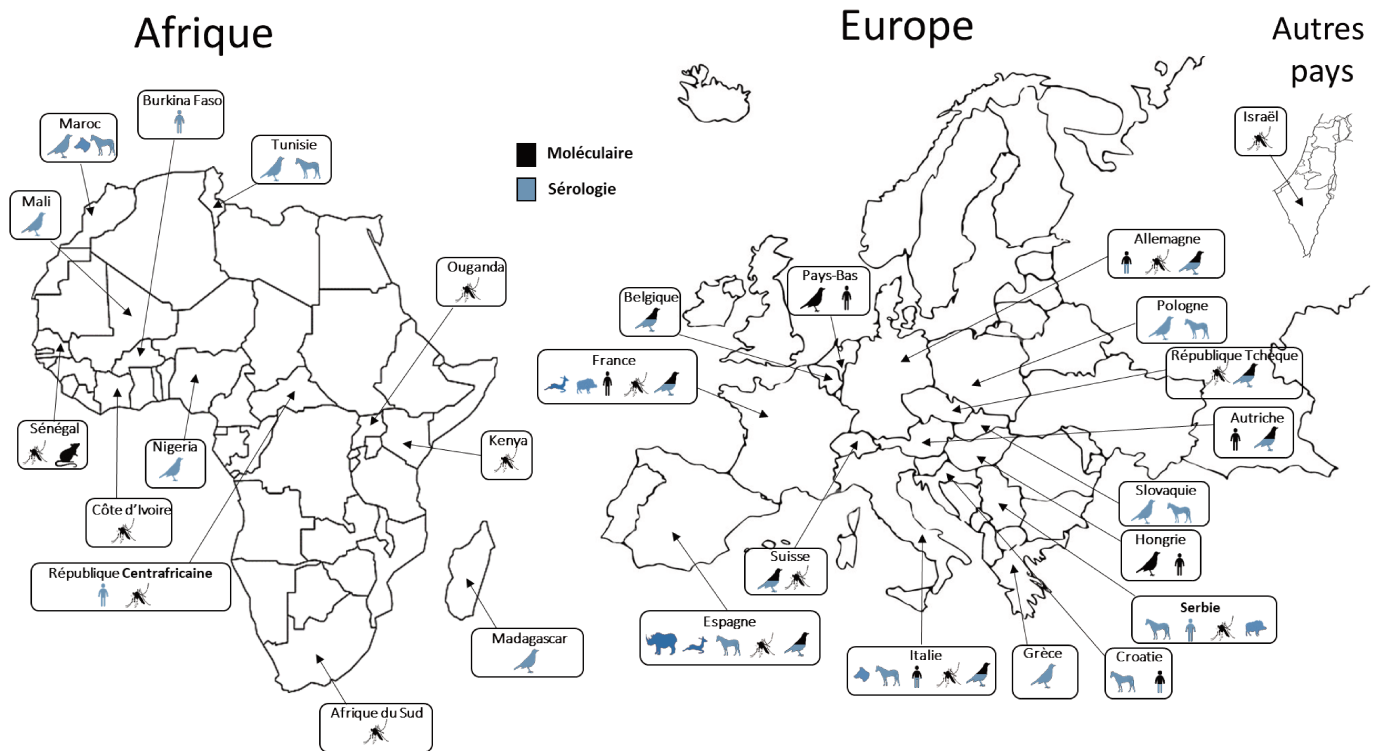 Afrique
Europe
Autres
pays
Burkina Faso
Maroc
Tunisie
Mali
Moléculaire
Sérologie
Israël
Ouganda
Allemagne
Pays-Bas
Belgique
Pologne
France
République Tchèque
Autriche
Sénégal
Nigeria
Kenya
Côte d'Ivoire
Slovaquie
Hongrie
Suisse
République Centrafricaine
Serbie
Espagne
Madagascar
Italie
Grèce
Croatie
Afrique du Sud